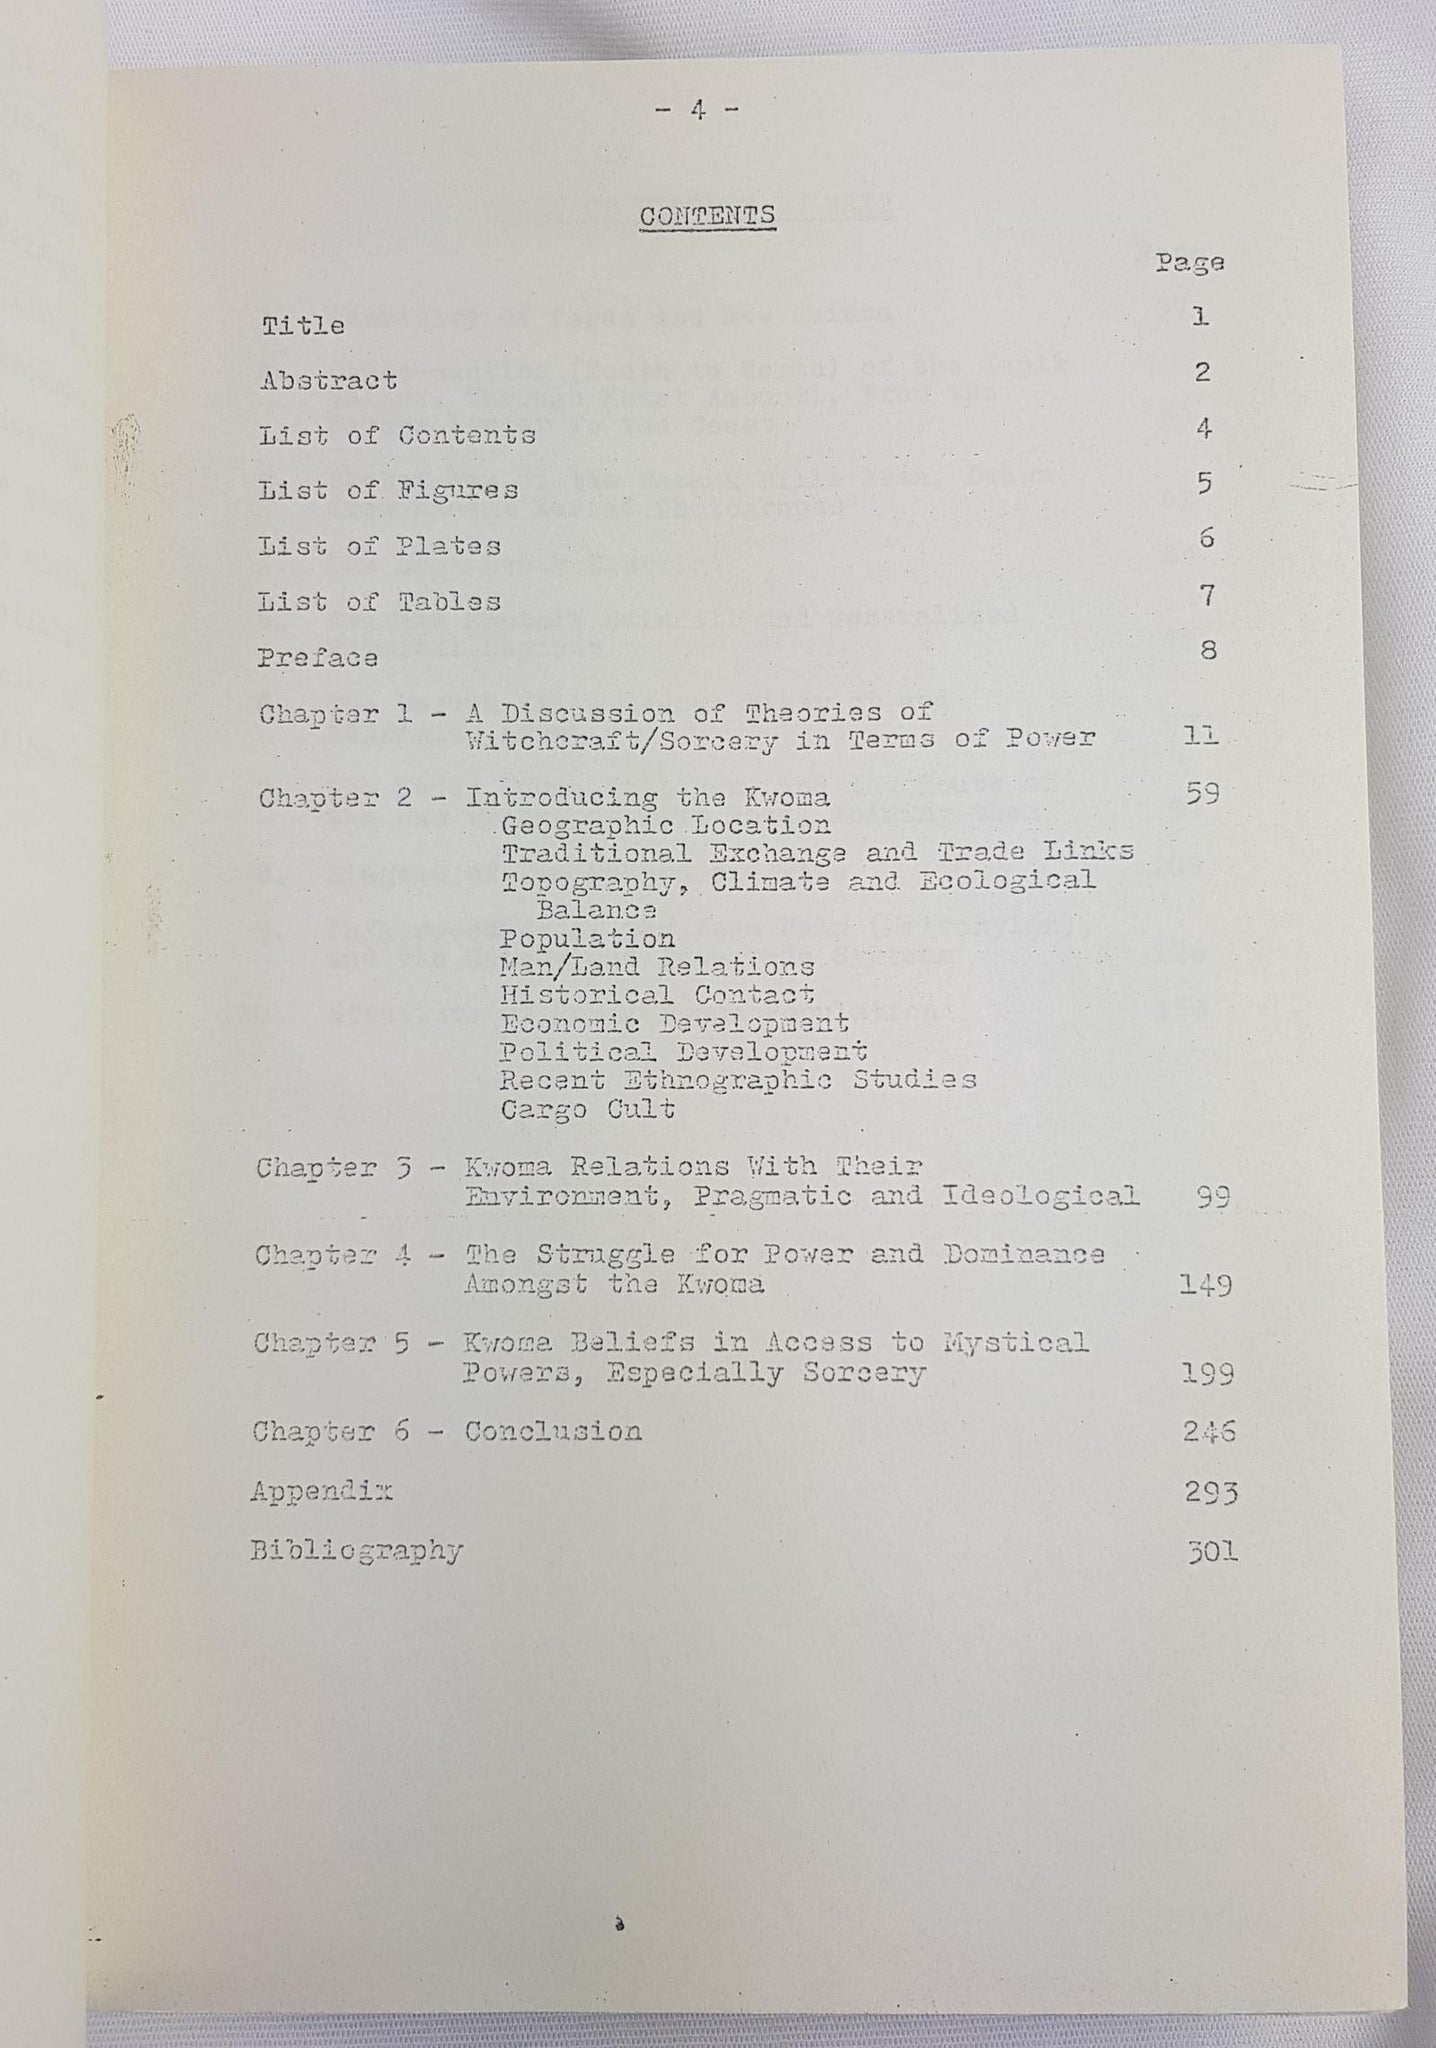 - 4 -
CONTENTS
Page
Title 1
Abstract 2
List of Contents 4
List of Figures 5
List of Plates 6
List of Tables 7
Preface 8
Chapter 1 - A Discussion of Theories of
Witchcraft/Sorcery in Terms of Power 11
Chapter 2 - Introducing the Kwoma 59
Geographic Location
Traditional Exchange and Trade Links
Topography, Climate and Ecological
Balance
Population
Man/Land Relations
Historical Contact
Economic Development
Political Development
Recent Ethnographic Studies
Cargo Cult
Chapter 3 - Kwoma Relations With Their
Environment, Pragmatic and Ideological 99
Chapter 4 - The Struggle for Power and Dominance
Amongst the Kwoma 149
Chapter 5 - Kwoma Beliefs in Access to Mystical
Powers, Especially Sorcery 199
Chapter 6 - Conclusion 246
Appendix 293
Bibliography 301